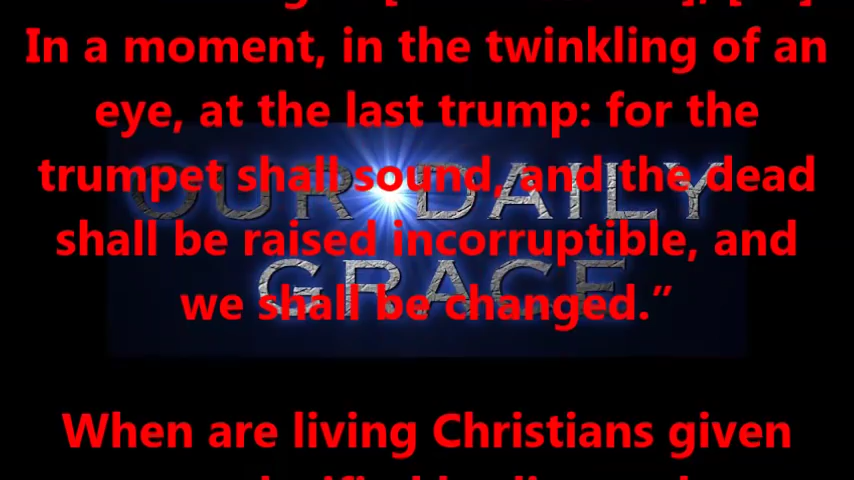 In a moment, in the twinkling of an
eye, at the last trump: for the
trumpet shall sound, and the dead
shall be raised incorruptible, and
we shall be changed.”
When are living Christians given
OUR DAILY
GRACE